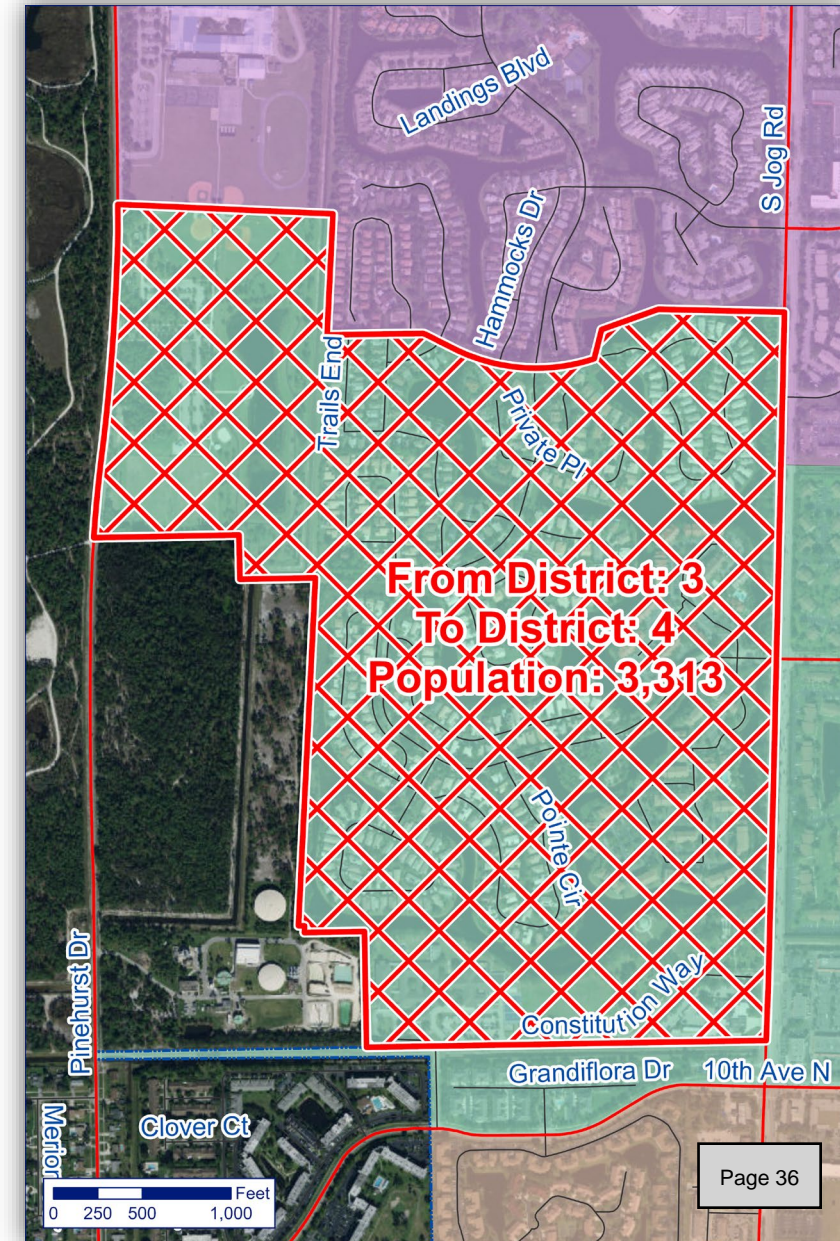 Landings Blvd
S Jog Rd
Hammocks Dr
Trails End
Private Pl
From District: 3
To District: 4
Population: 3,313
Pointe Cir
Pinehurst Dr
Constitution Way
Grandiflora Dr
10th Ave N
Merior
Clover Ct
Page 36
Feet
0 250 500 1,000